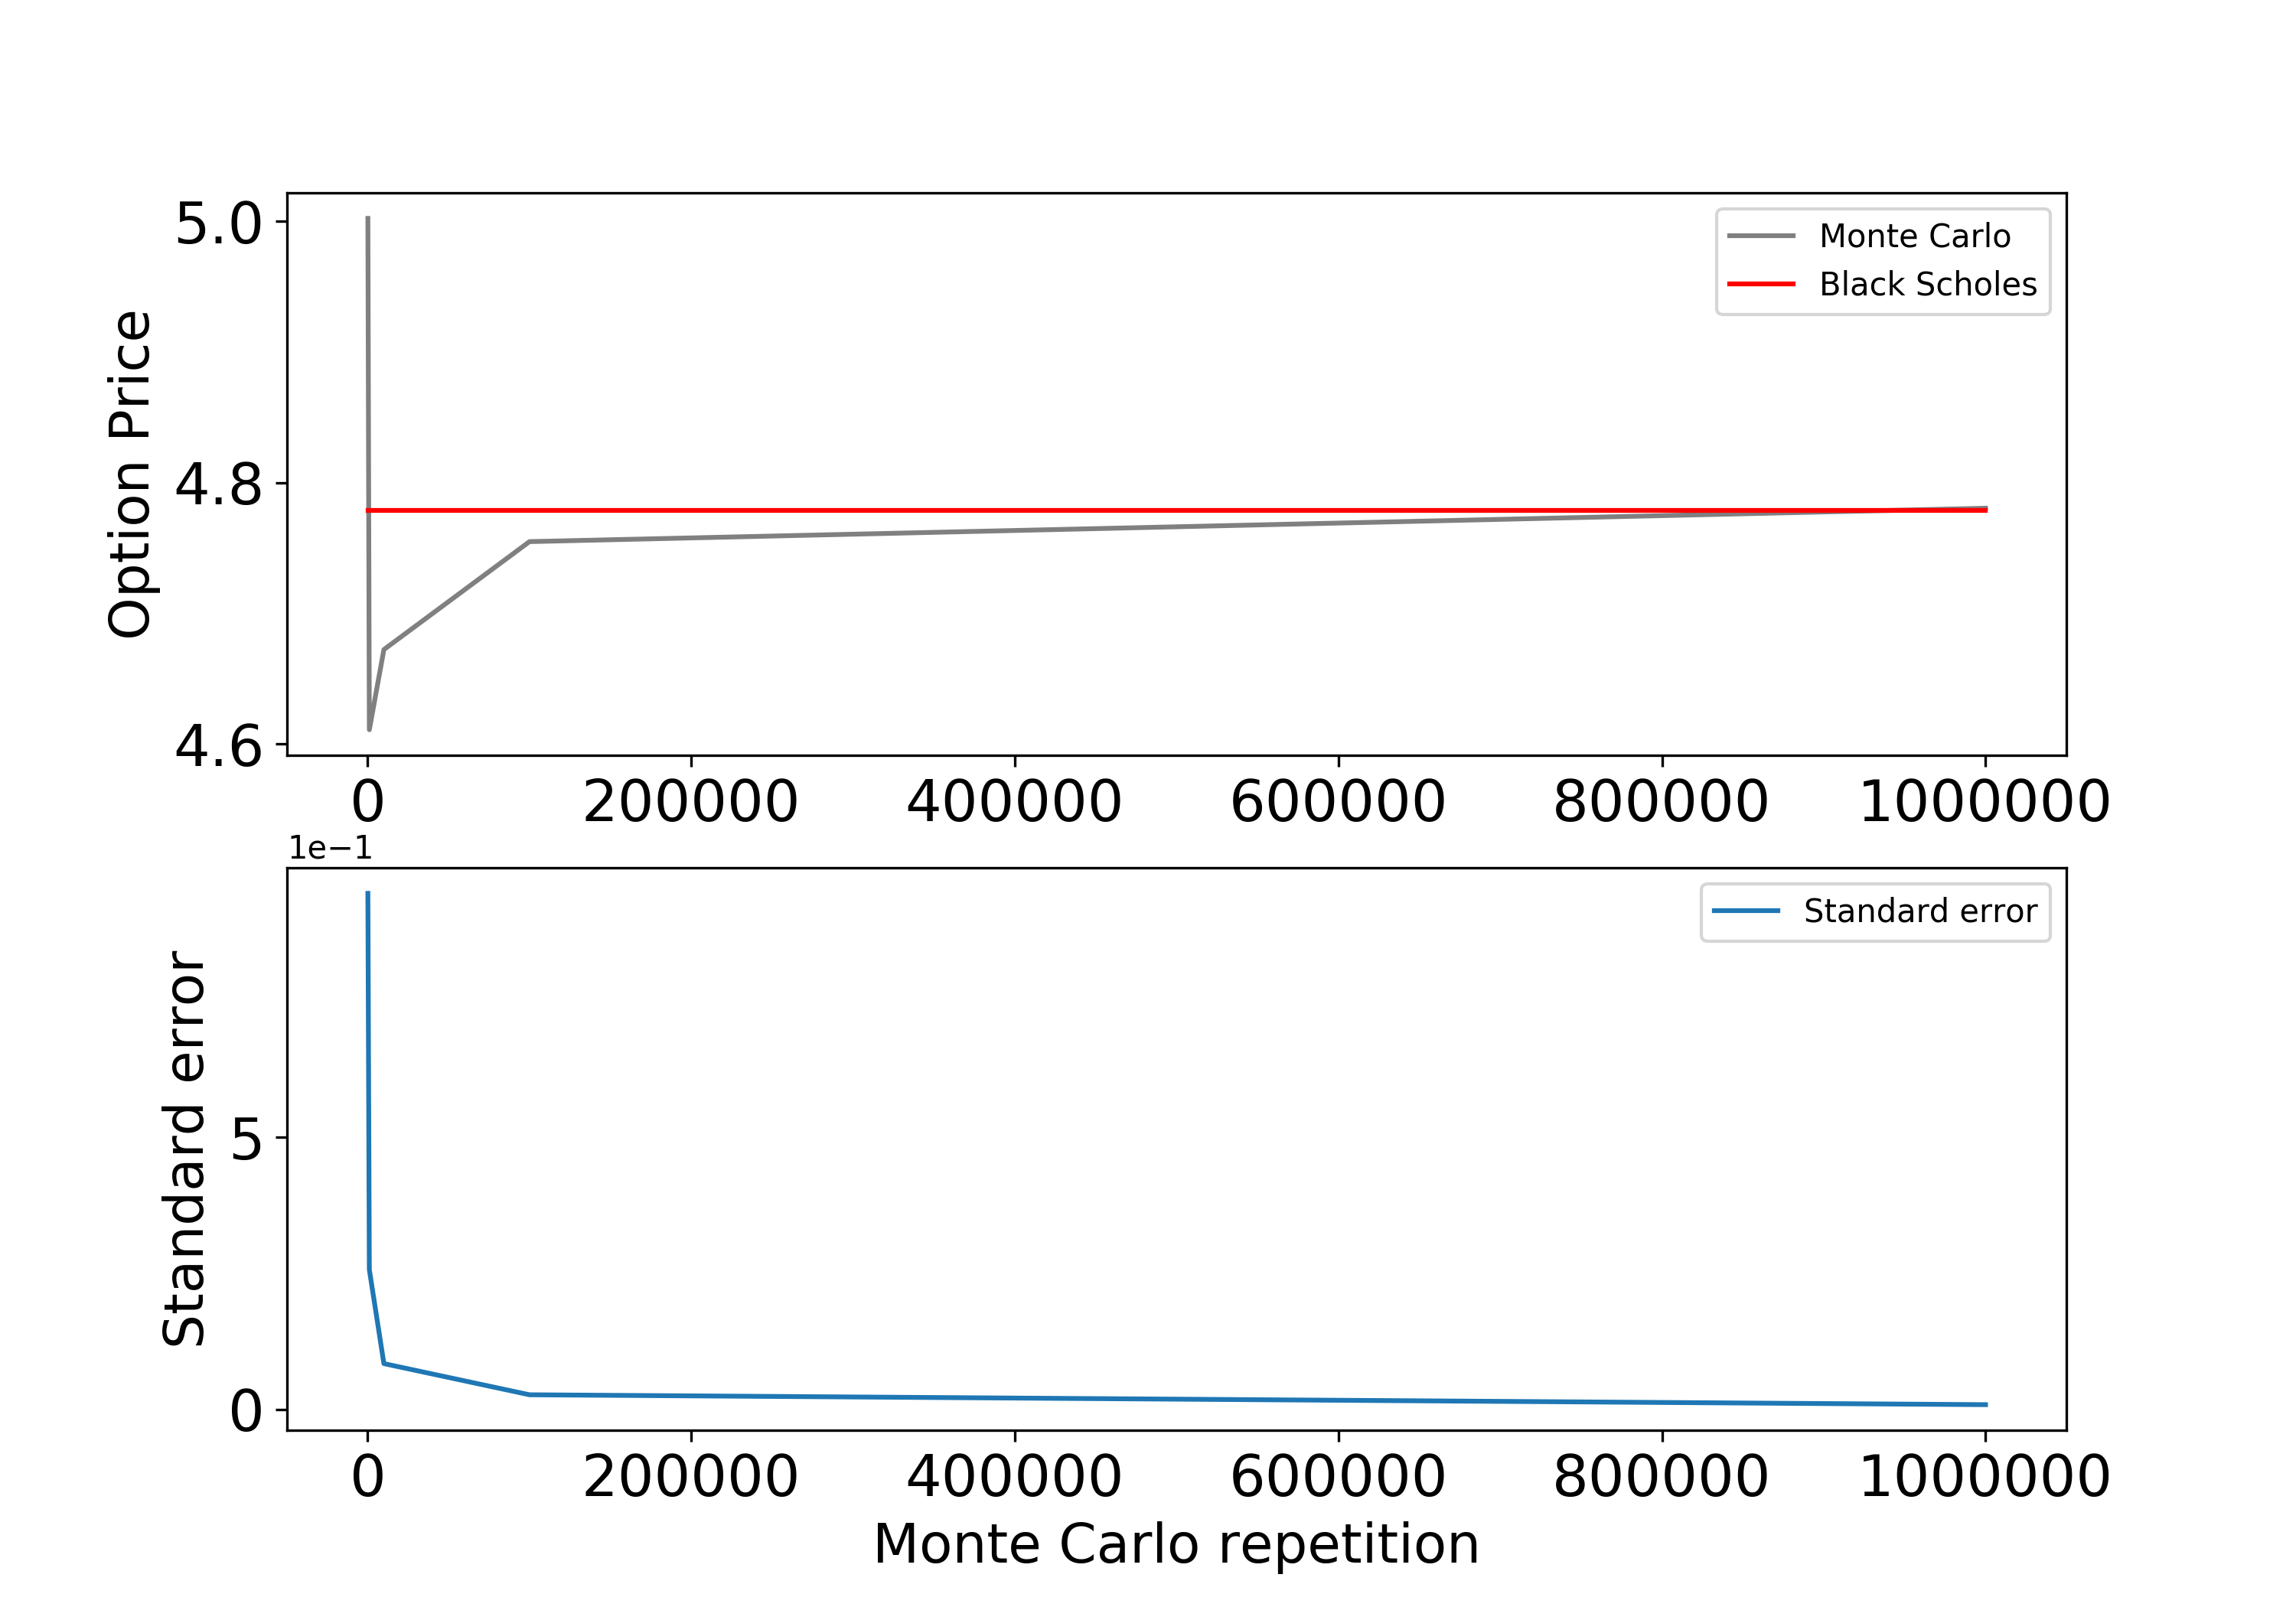 5.0
4.8
4.6
Option Price
Monte Carlo
Black Scholes
0 200000 400000 600000 800000 1000000
1e−1
5
0
Standard error
Standard error
0 200000 400000 600000 800000 1000000
Monte Carlo repetition